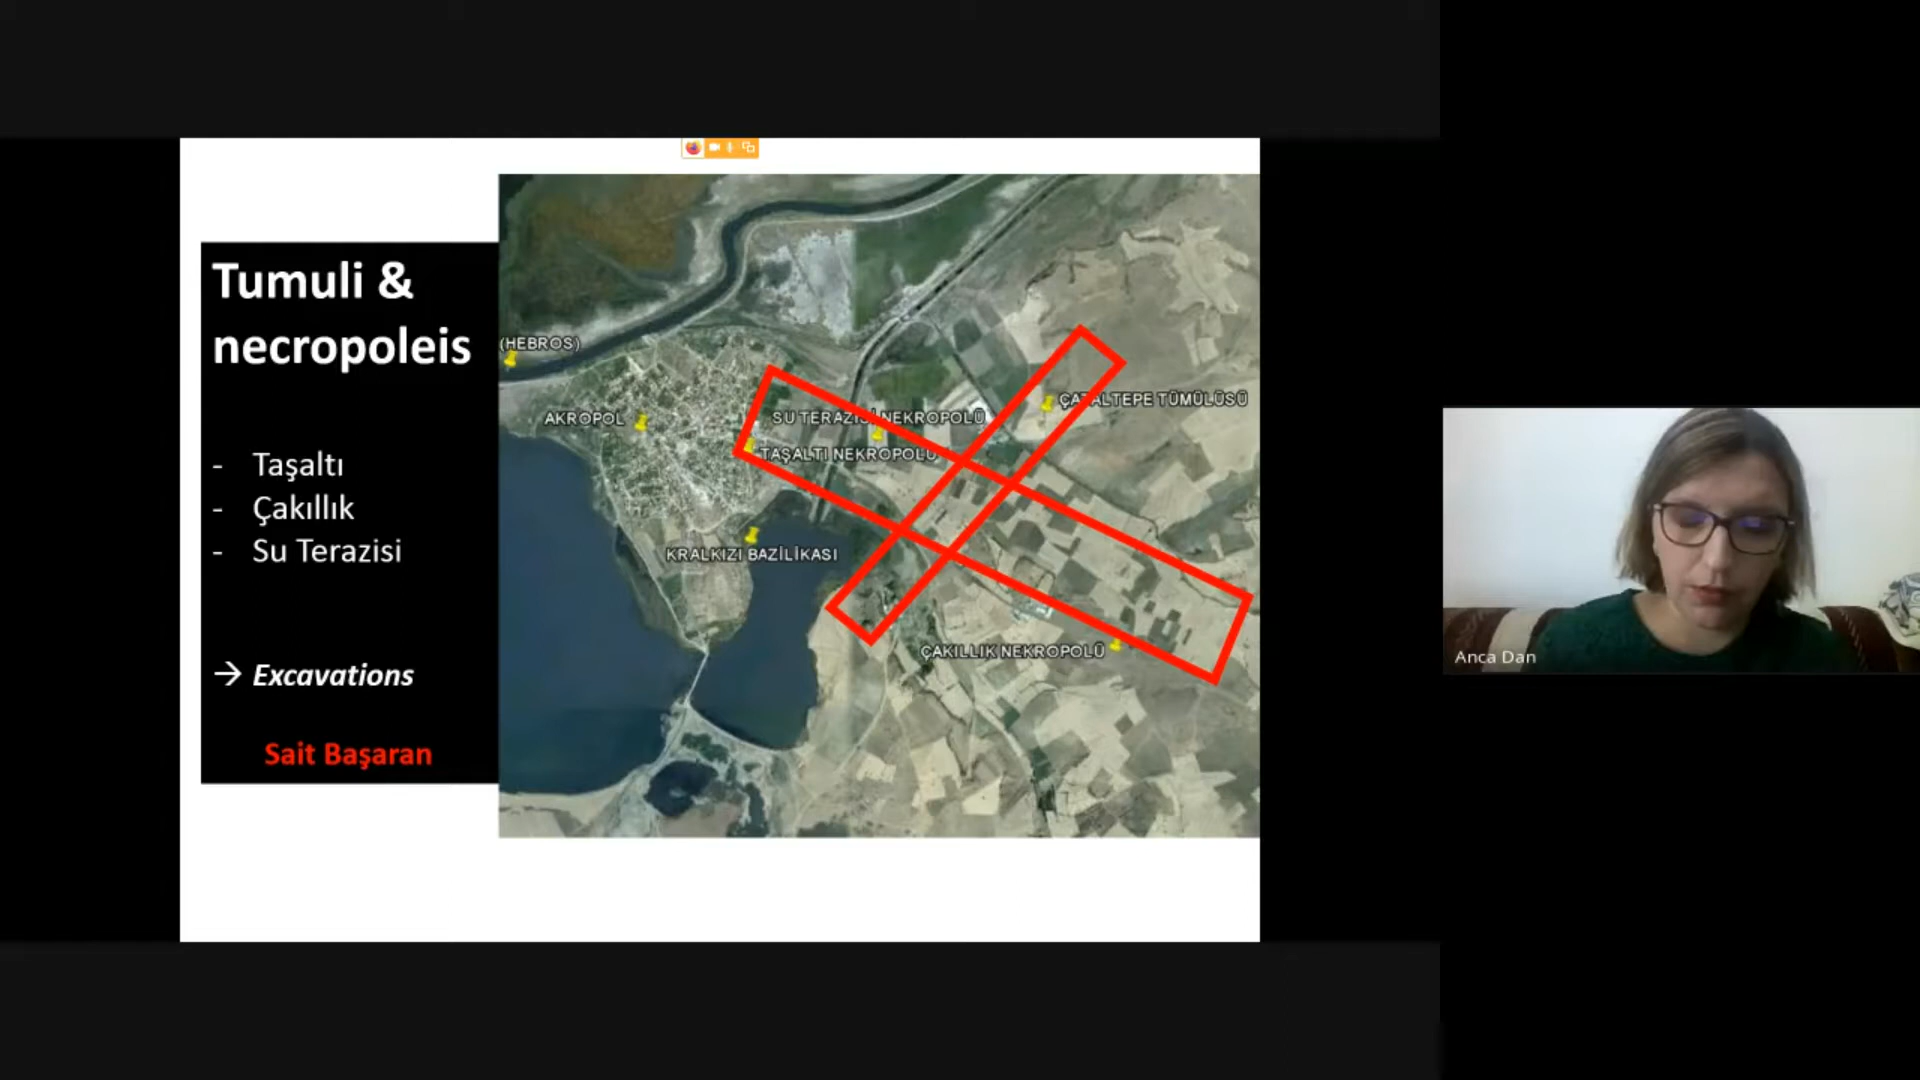 Tumuli &
necropoleis
- Taşaltı
- Çakıllık
- Su Terazisi
→ Excavations
Sait Başaran
(HEBROS)
AKROPOL
SU TERAZİSİ NEKROPOLÜ
TAŞALTI NEKROPOLÜ
ÇATALTEPE TÜMÜLÜSÜ
KRALKIZI BAZİLİKASI
ÇAKILLIK NEKROPOLÜ
Anca Dan